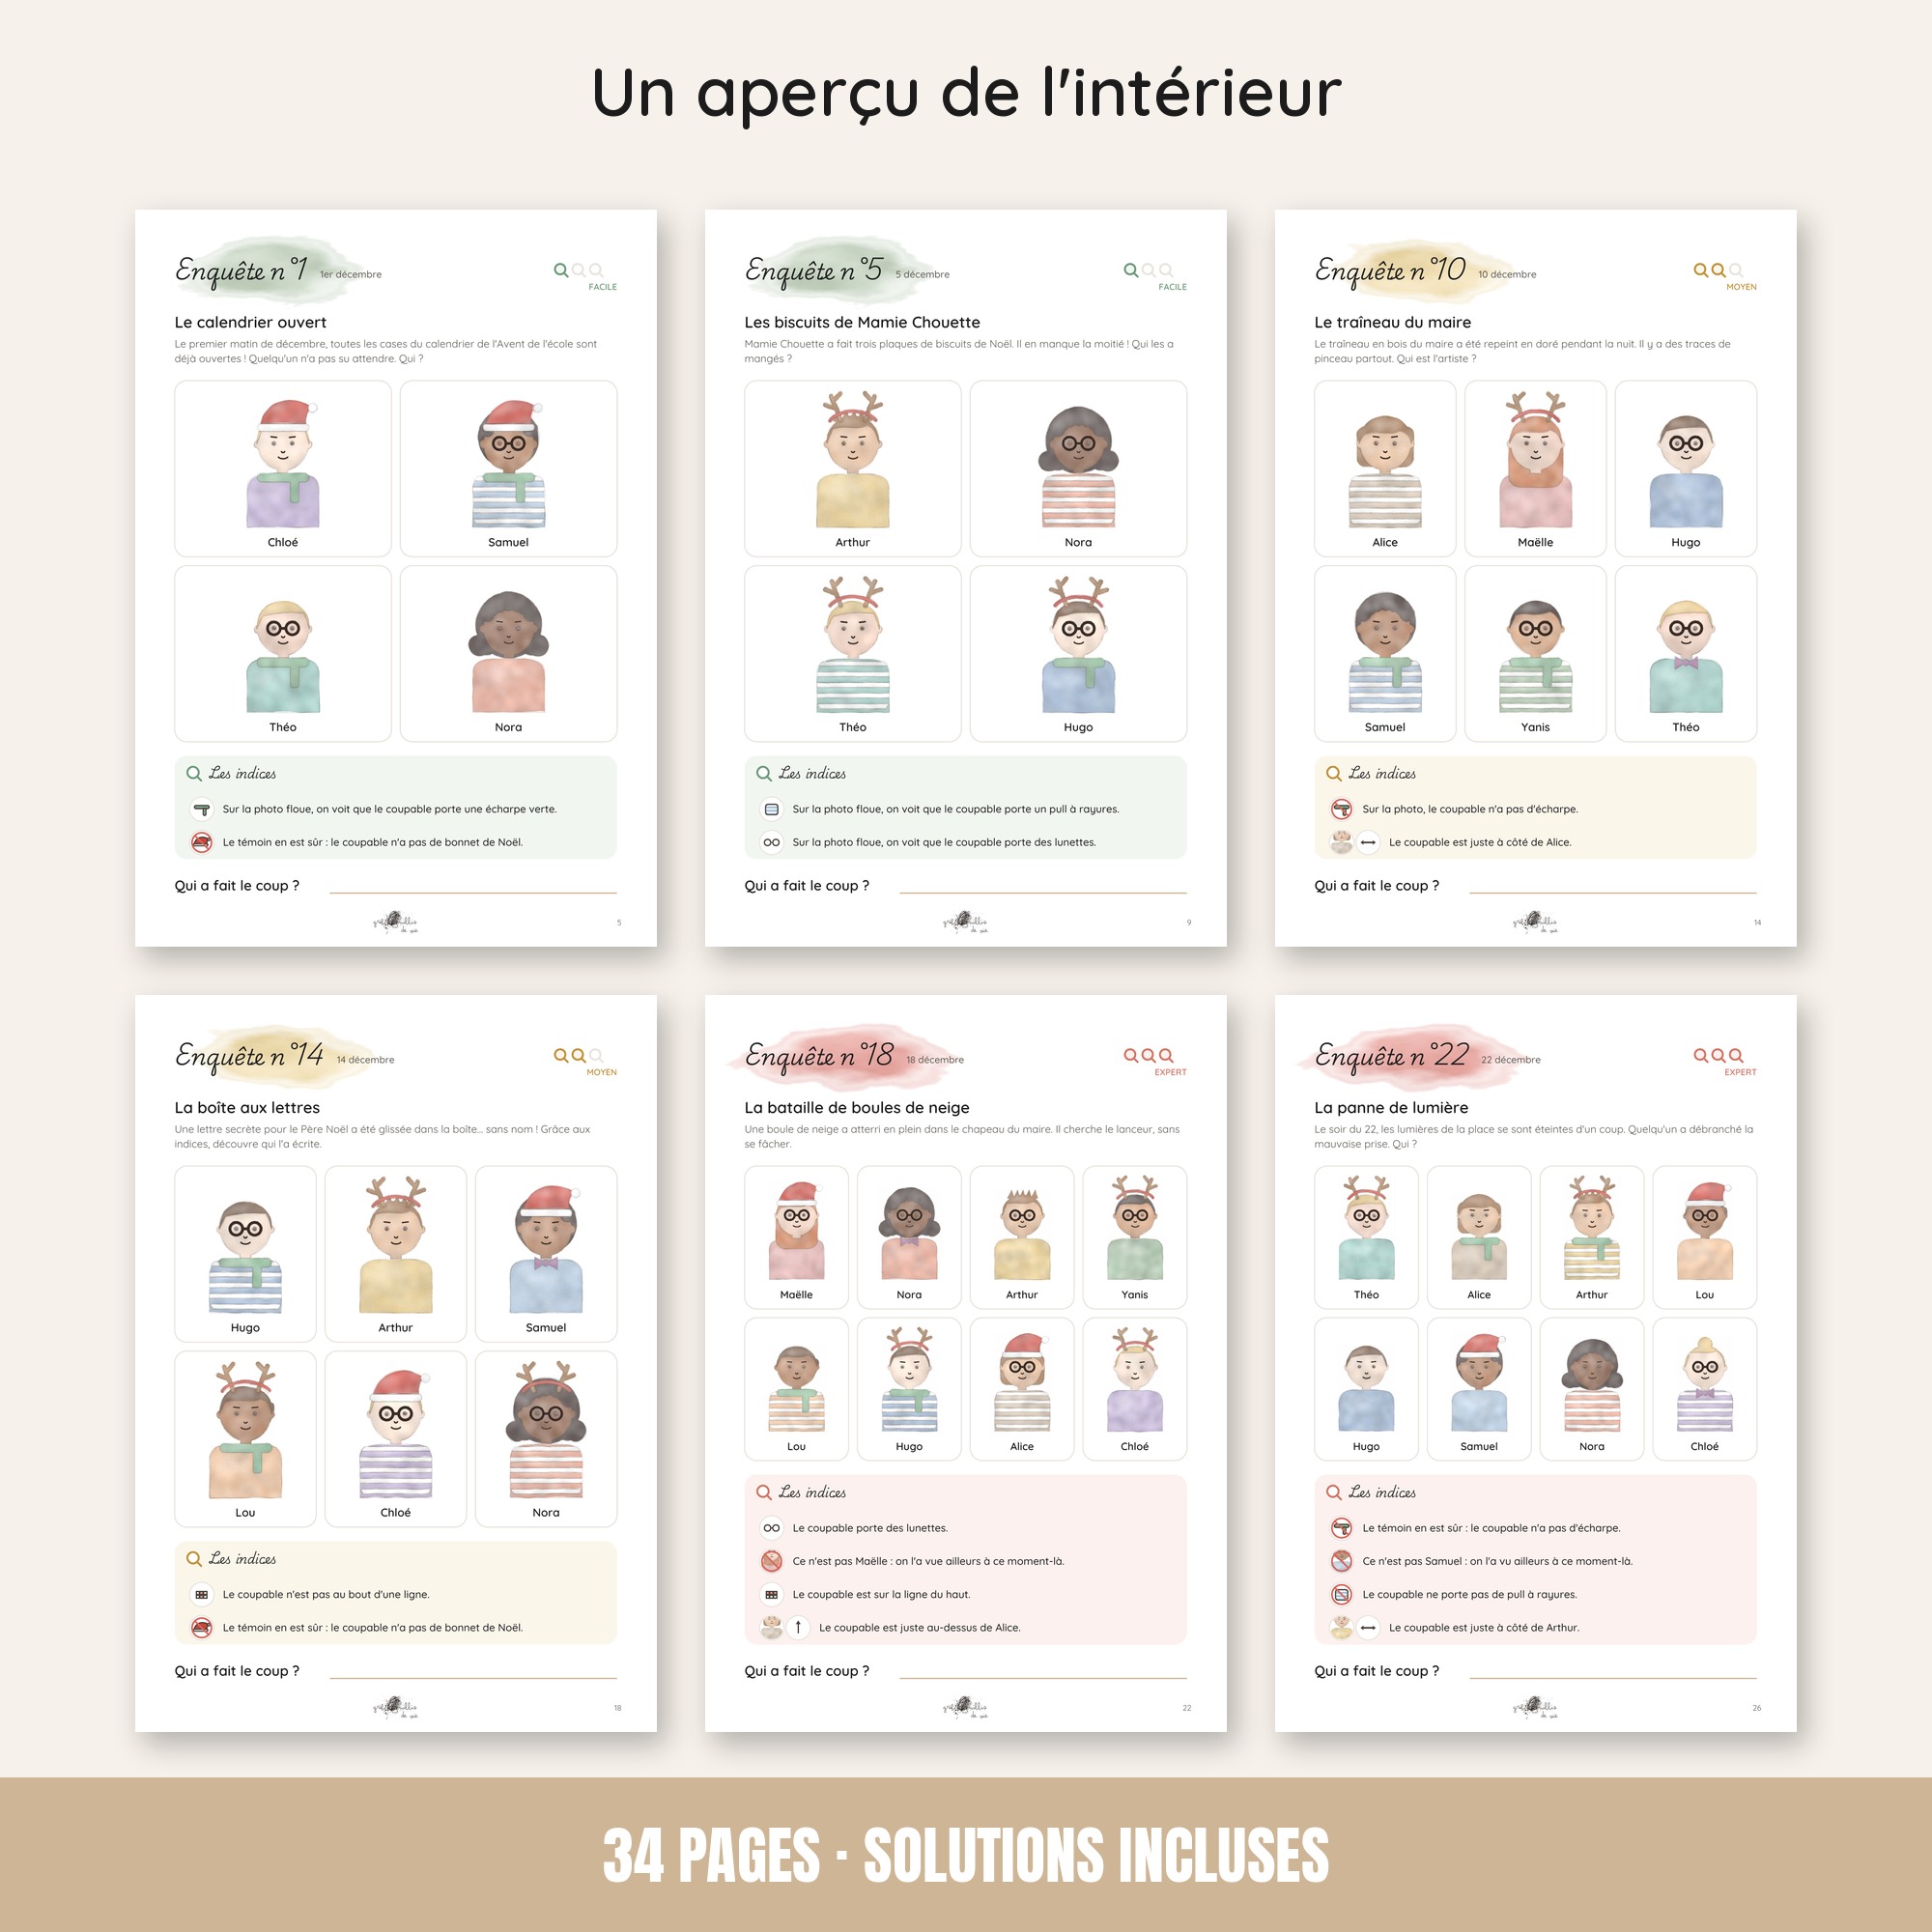 Un aperçu de l'intérieur
Enquête n°1 1er décembre
FACILE
Le calendrier ouvert
Le premier matin de décembre, toutes les cases du calendrier de l'Avent de l'école sont
déjà ouvertes ! Quelqu'un n'a pas su attendre. Qui ?
Chloé Samuel
Théo Nora
Les indices
Sur la photo floue, on voit que le coupable porte une écharpe verte.
Le témoin en est sûr : le coupable n'a pas de bonnet de Noël.
Qui a fait le coup ?
5
Enquête n°5 5 décembre
FACILE
Les biscuits de Mamie Chouette
Mamie Chouette a fait trois plaques de biscuits de Noël. Il en manque la moitié ! Qui les a
mangés ?
Arthur Nora
Théo Hugo
Les indices
Sur la photo floue, on voit que le coupable porte un pull à rayures.
Sur la photo floue, on voit que le coupable porte des lunettes.
Qui a fait le coup ?
9
Enquête n°10 10 décembre
MOYEN
Le traîneau du maire
Le traîneau en bois du maire a été repeint en doré pendant la nuit. Il y a des traces de
pinceau partout. Qui est l'artiste ?
Alice Maëlle Hugo
Samuel Yanis Théo
Les indices
Sur la photo, le coupable n'a pas d'écharpe.
Le coupable est juste à côté de Alice.
Qui a fait le coup ?
14
Enquête n°14 14 décembre
MOYEN
La boîte aux lettres
Une lettre secrète pour le Père Noël a été glissée dans la boîte... sans nom ! Grâce aux
indices, découvre qui l'a écrite.
Hugo Arthur Samuel
Lou Chloé Nora
Les indices
Le coupable n'est pas au bout d'une ligne.
Le témoin en est sûr : le coupable n'a pas de bonnet de Noël.
Qui a fait le coup ?
18
Enquête n°18 18 décembre
EXPERT
La bataille de boules de neige
Une boule de neige a atterri en plein dans le chapeau du maire. Il cherche le lanceur, sans
se fâcher.
Maëlle Nora Arthur Yanis
Lou Hugo Alice Chloé
Les indices
Le coupable porte des lunettes.
Ce n'est pas Maëlle : on l'a vue ailleurs à ce moment-là.
Le coupable est sur la ligne du haut.
Le coupable est juste au-dessus de Alice.
Qui a fait le coup ?
22
Enquête n°22 22 décembre
EXPERT
La panne de lumière
Le soir du 22, les lumières de la place se sont éteintes d'un coup. Quelqu'un a débranché la
mauvaise prise. Qui ?
Théo Alice Arthur Lou
Hugo Samuel Nora Chloé
Les indices
Le témoin en est sûr : le coupable n'a pas d'écharpe.
Ce n'est pas Samuel : on l'a vu ailleurs à ce moment-là.
Le coupable ne porte pas de pull à rayures.
Le coupable est juste à côté de Arthur.
Qui a fait le coup ?
26
34 PAGES · SOLUTIONS INCLUSES